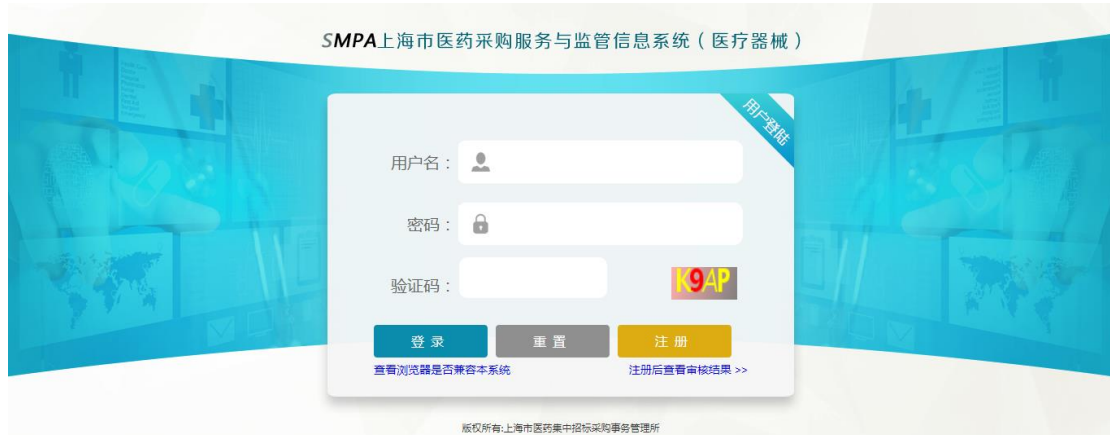 SMPA上海市医药采购服务与监管信息系统（医疗器械）
用户登陆
用户名：
密码：
验证码：
K9AP
登 录
重 置
注 册
查看浏览器是否兼容本系统
注册后查看审核结果 >>
版权所有:上海市医药集中招标采购事务管理所